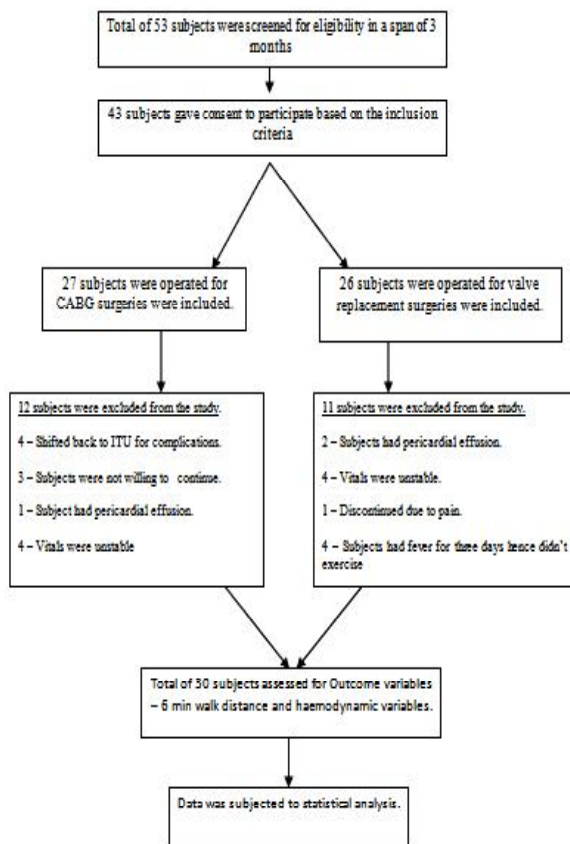 Total of 53 subjects were screened for eligibility in a span of 3
months
43 subjects gave consent to participate based on the inclusion
criteria
27 subjects were operated for
CABG surgeries were included.
26 subjects were operated for valve
replacement surgeries were included.
12 subjects were excluded from the study.
4 – Shifted back to ITU for complications.
3 – Subjects were not willing to continue.
1 – Subject had pericardial effusion.
4 – Vitals were unstable
11 subjects were excluded from the study.
2 – Subjects had pericardial effusion.
4 – Vitals were unstable.
1 – Discontinued due to pain.
4 – Subjects had fever for three days hence didn't
exercise
Total of 30 subjects assessed for Outcome variables
– 6 min walk distance and haemodynamic variables.
Data was subjected to statistical analysis.